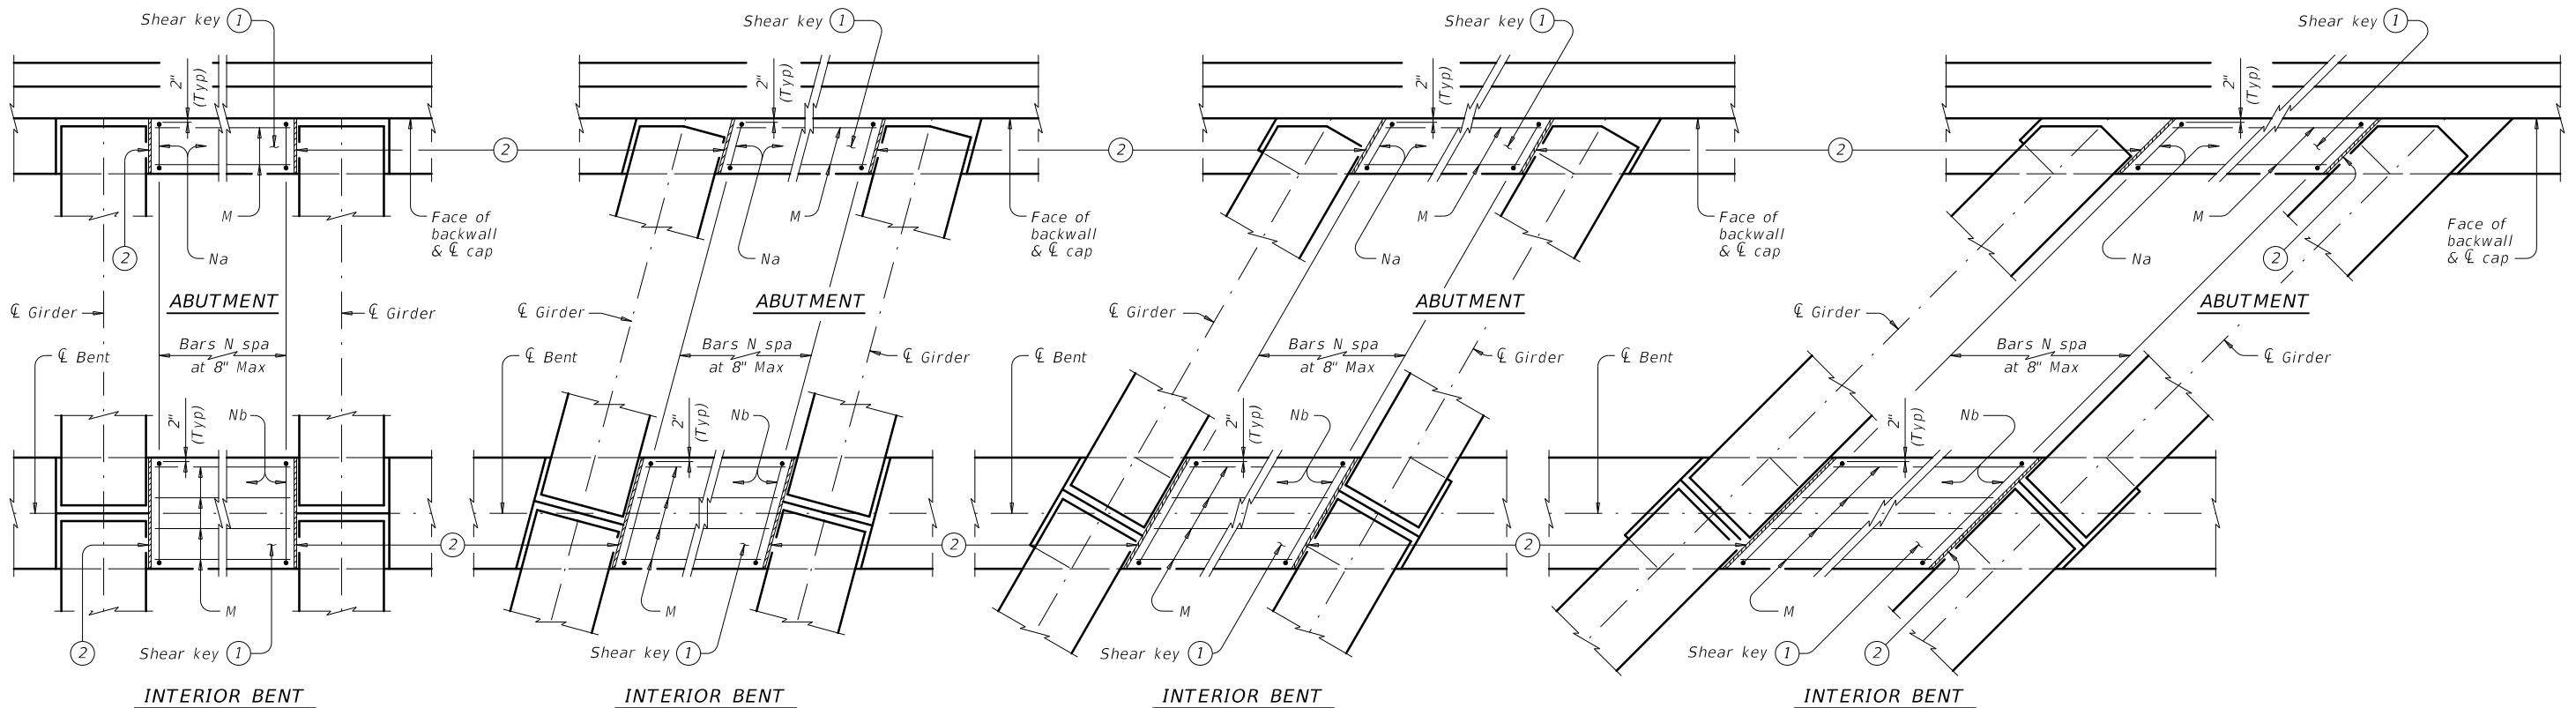 Shear key 1
Shear key 1
Shear key 1
Shear key 1
2"
(Typ)
2"
(Typ)
2"
(Typ)
2"
(Typ)
2
2
2
M
M
M
M
Face of
backwall
& ℄ cap
Face of
backwall
& ℄ cap
Face of
backwall
& ℄ cap
Face of
backwall
& ℄ cap
2
Na
Na
Na
Na
2
ABUTMENT
ABUTMENT
ABUTMENT
ABUTMENT
℄ Girder
℄ Girder
℄ Girder
℄ Girder
℄ Girder
℄ Girder
℄ Girder
℄ Girder
℄ Bent
Bars N spa
at 8" Max
℄ Bent
Bars N spa
at 8" Max
℄ Bent
Bars N spa
at 8" Max
℄ Bent
Bars N spa
at 8" Max
2"
(Typ)
Nb
2"
(Typ)
Nb
2"
(Typ)
Nb
2"
(Typ)
Nb
2
2
2
M
M
M
M
2
Shear key 1
Shear key 1
Shear key 1
Shear key 1
2
INTERIOR BENT
INTERIOR BENT
INTERIOR BENT
INTERIOR BENT